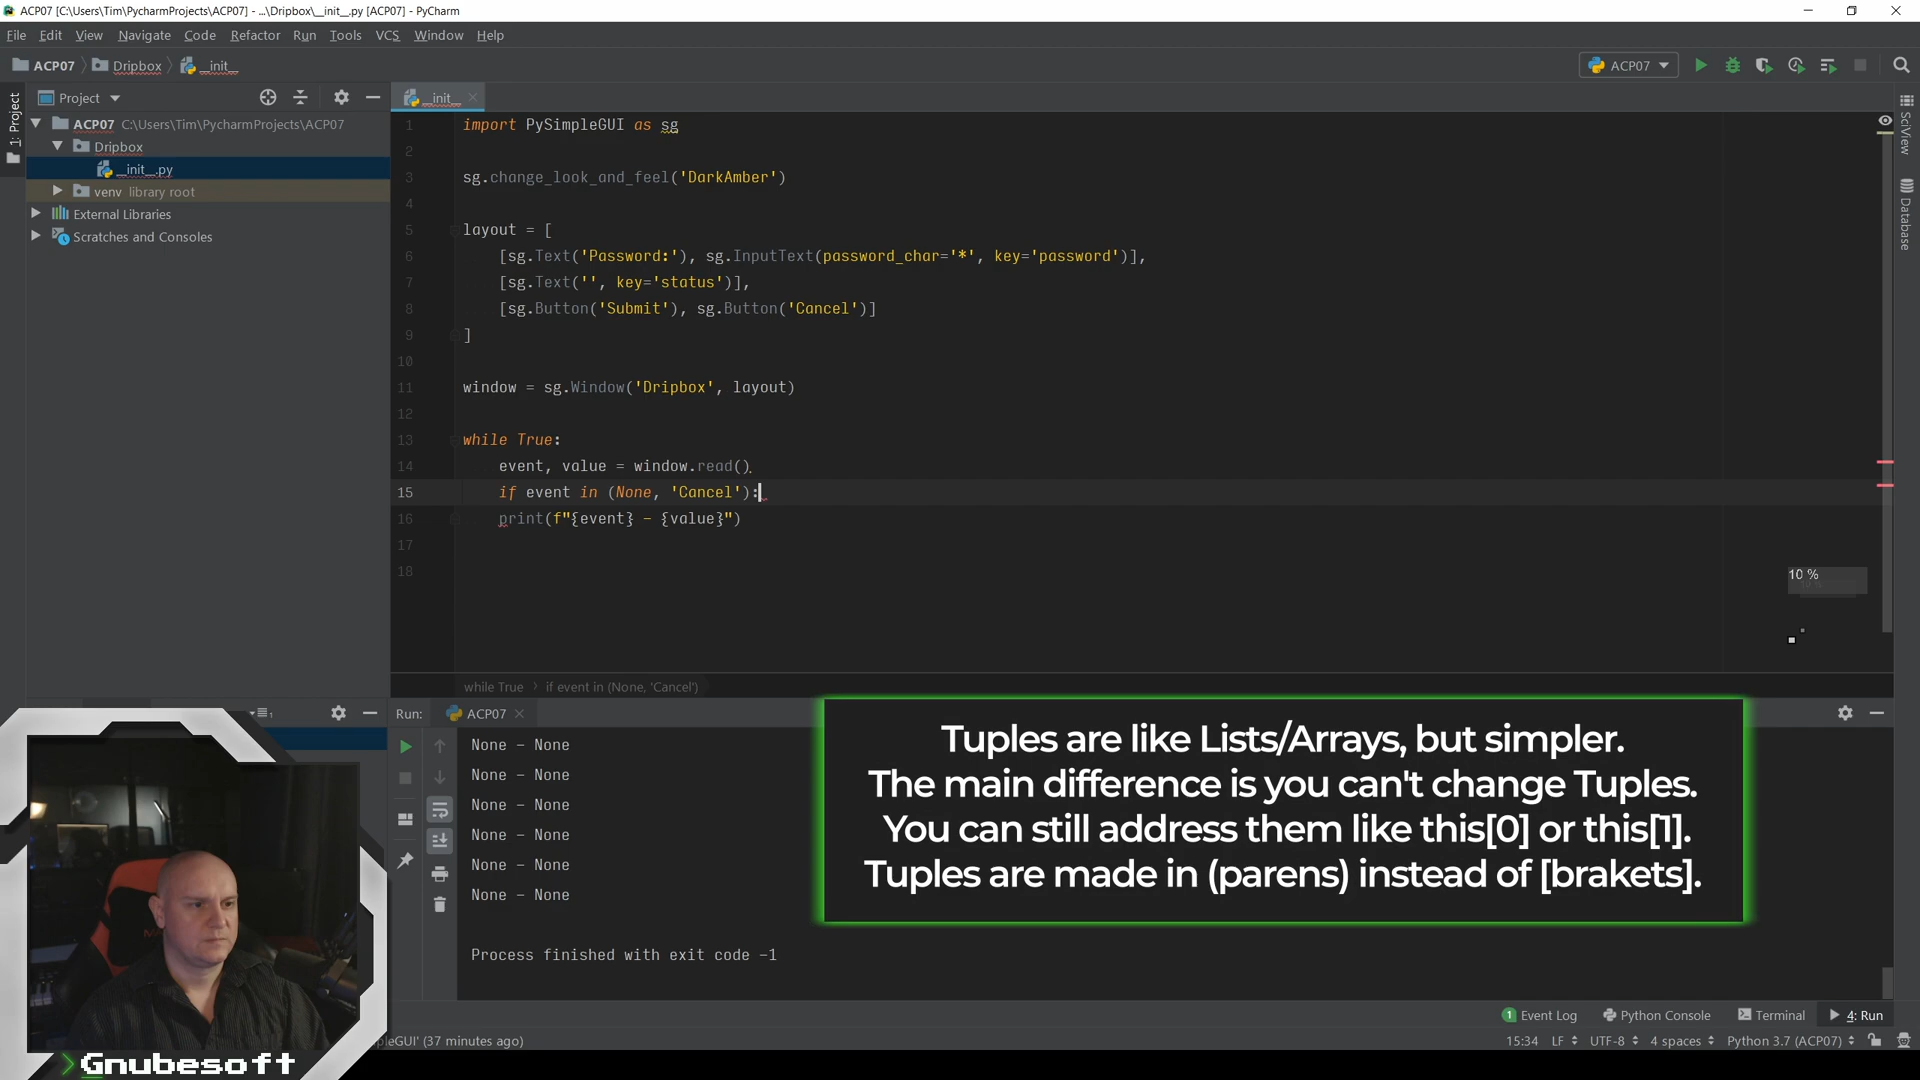 ACP07 [C:\Users\Tim\PycharmProjects\ACP07] - ...\Dripbox\__init__.py [ACP07] - PyCharm
File Edit View Navigate Code Refactor Run Tools VCS Window Help
ACP07 Dripbox __init__ ACP07
1: Project
Project
__init__
ACP07 C:\Users\Tim\PycharmProjects\ACP07
Dripbox
__init__.py
venv library root
External Libraries
Scratches and Consoles
1 import PySimpleGUI as sg
2
3 sg.change_look_and_feel('DarkAmber')
4
5 layout = [
6 [sg.Text('Password:'), sg.InputText(password_char='*', key='password')],
7 [sg.Text('', key='status')],
8 [sg.Button('Submit'), sg.Button('Cancel')]
9 ]
10
11 window = sg.Window('Dripbox', layout)
12
13 while True:
14 event, value = window.read()
15 if event in (None, 'Cancel'):
16 print(f"{event} - {value}")
17
18
SciView
Database
10 %
while True if event in (None, 'Cancel')
Run: ACP07
None - None
None - None
None - None
None - None
None - None
None - None
Process finished with exit code -1
Tuples are like Lists/Arrays, but simpler.
The main difference is you can't change Tuples.
You can still address them like this[0] or this[1].
Tuples are made in (parens) instead of [brakets].
1 Event Log Python Console Terminal 4: Run
pleGUI' (37 minutes ago)
15:34 LF UTF-8 4 spaces Python 3.7 (ACP07)
>Gnubesoft